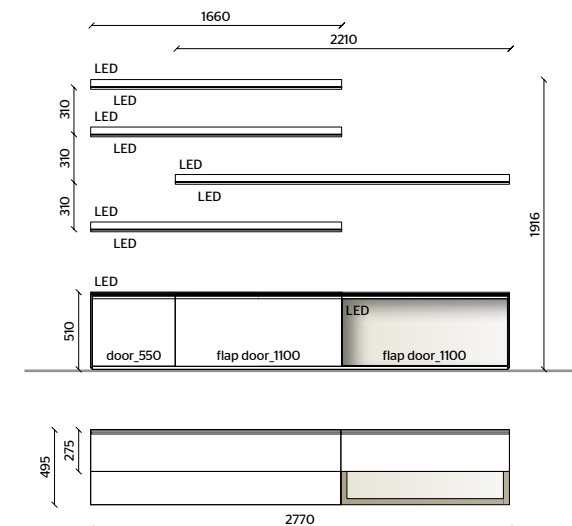 1660
2210
LED
LED
310
LED
LED
310
LED
LED
310
LED
LED
1916
LED
LED
510
door_550
flap door_1100
flap door_1100
495
275
2770